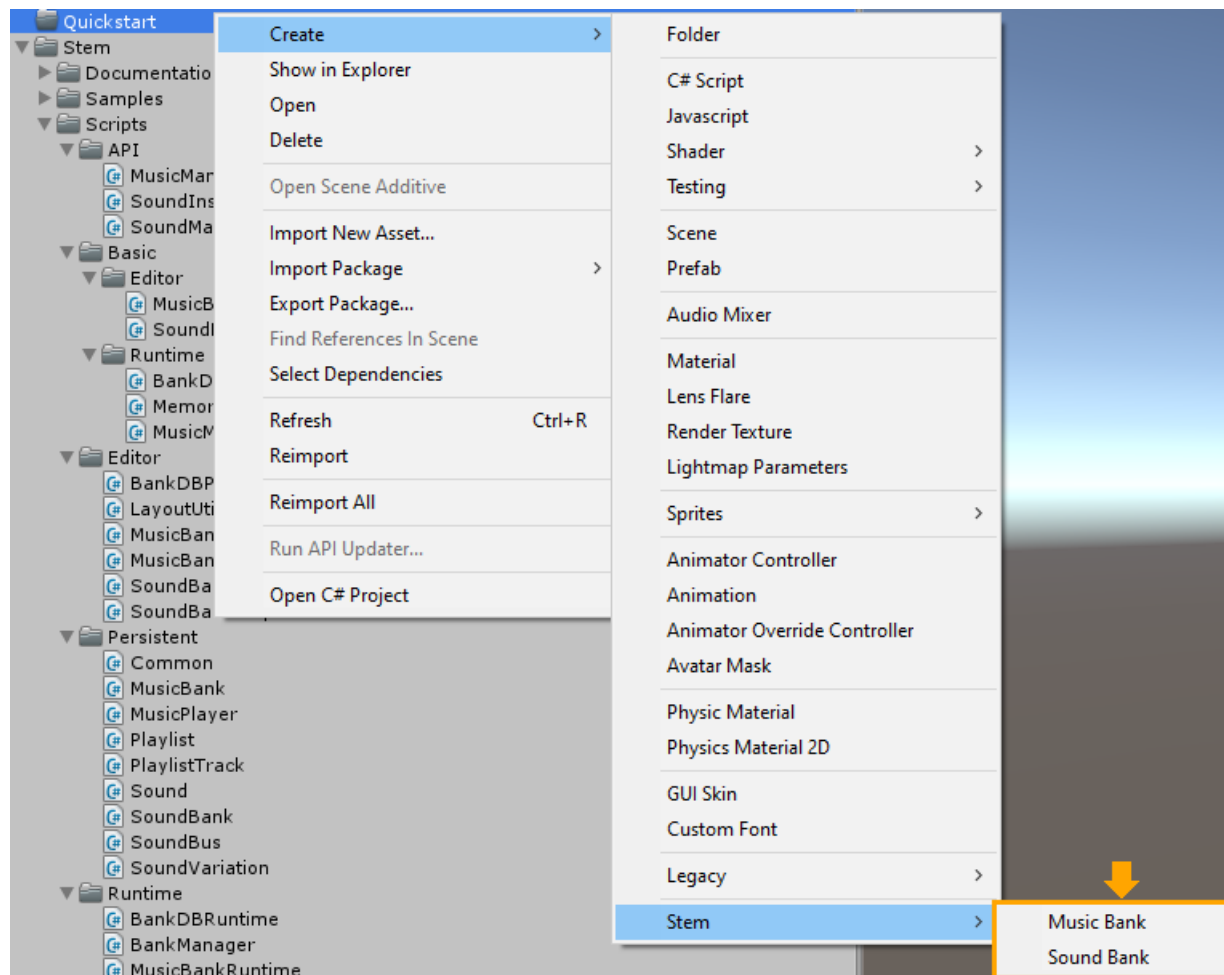 Quickstart
Stem
Documentatio
Samples
Scripts
API
MusicMar
SoundIns
SoundMa
Basic
Editor
MusicB
SoundI
Runtime
BankD
Memor
MusicM
Editor
BankDBP
LayoutUti
MusicBan
MusicBan
SoundBa
SoundBa
Persistent
Common
MusicBank
MusicPlayer
Playlist
PlaylistTrack
Sound
SoundBank
SoundBus
SoundVariation
Runtime
BankDBRuntime
BankManager
MusicBankRuntime
Create
Show in Explorer
Open
Delete
Open Scene Additive
Import New Asset...
Import Package
Export Package...
Find References In Scene
Select Dependencies
Refresh Ctrl+R
Reimport
Reimport All
Run API Updater...
Open C# Project
Folder
C# Script
Javascript
Shader
Testing
Scene
Prefab
Audio Mixer
Material
Lens Flare
Render Texture
Lightmap Parameters
Sprites
Animator Controller
Animation
Animator Override Controller
Avatar Mask
Physic Material
Physics Material 2D
GUI Skin
Custom Font
Legacy
Stem
Music Bank
Sound Bank